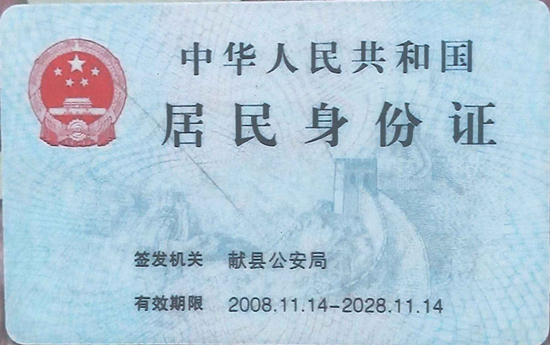 中华人民共和国
居民身份证
签发机关 献县公安局
有效期限 2008.11.14-2028.11.14